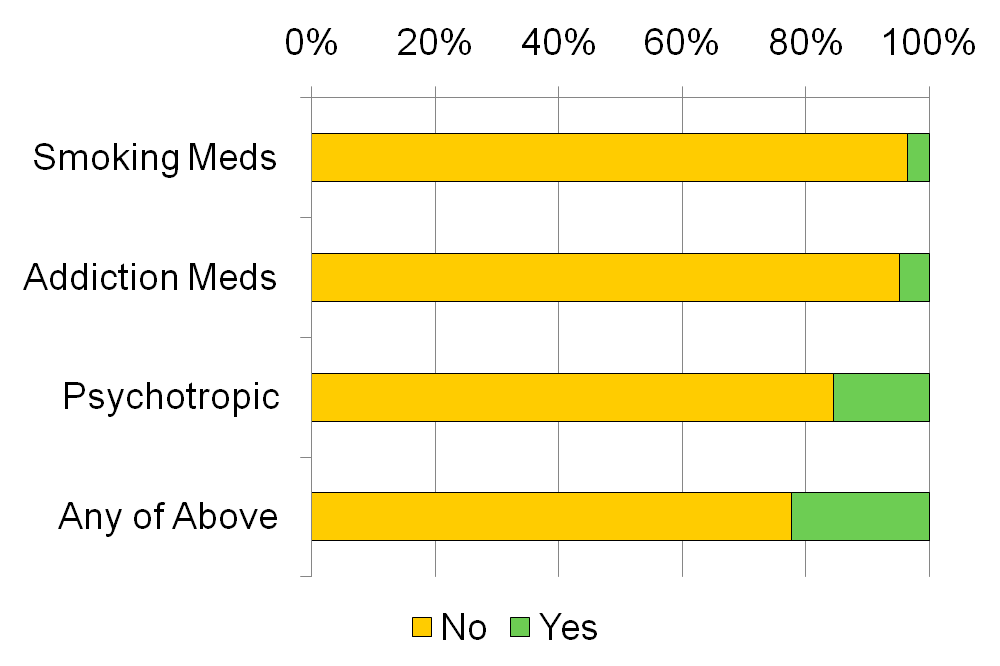 0% 20% 40% 60% 80% 100%
Smoking Meds
Addiction Meds
Psychotropic
Any of Above
No Yes